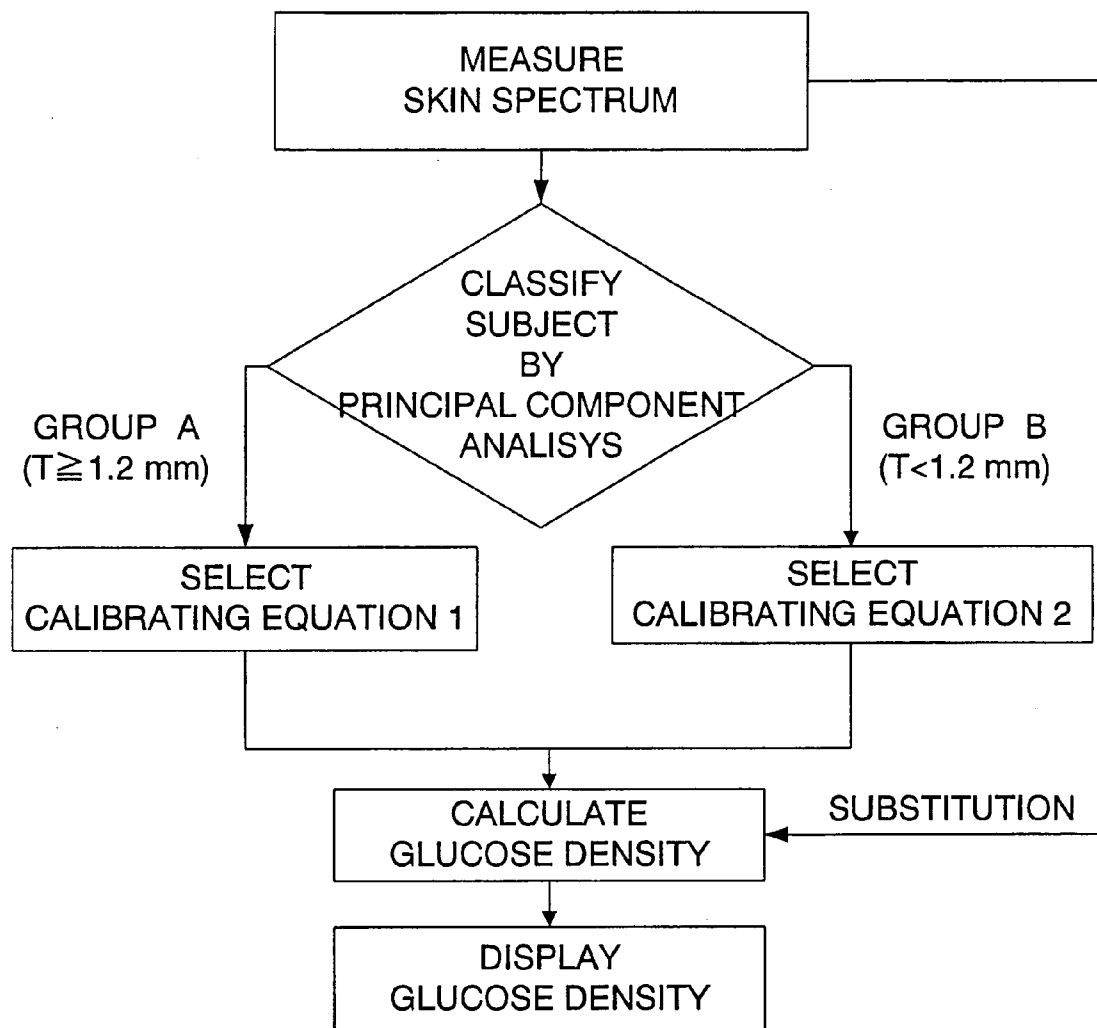 MEASURE
SKIN SPECTRUM
CLASSIFY
SUBJECT
BY
PRINCIPAL COMPONENT
ANALISYS
GROUP A
(T≧1.2 mm)
GROUP B
(T<1.2 mm)
SELECT
CALIBRATING EQUATION 1
SELECT
CALIBRATING EQUATION 2
CALCULATE
GLUCOSE DENSITY
SUBSTITUTION
DISPLAY
GLUCOSE DENSITY